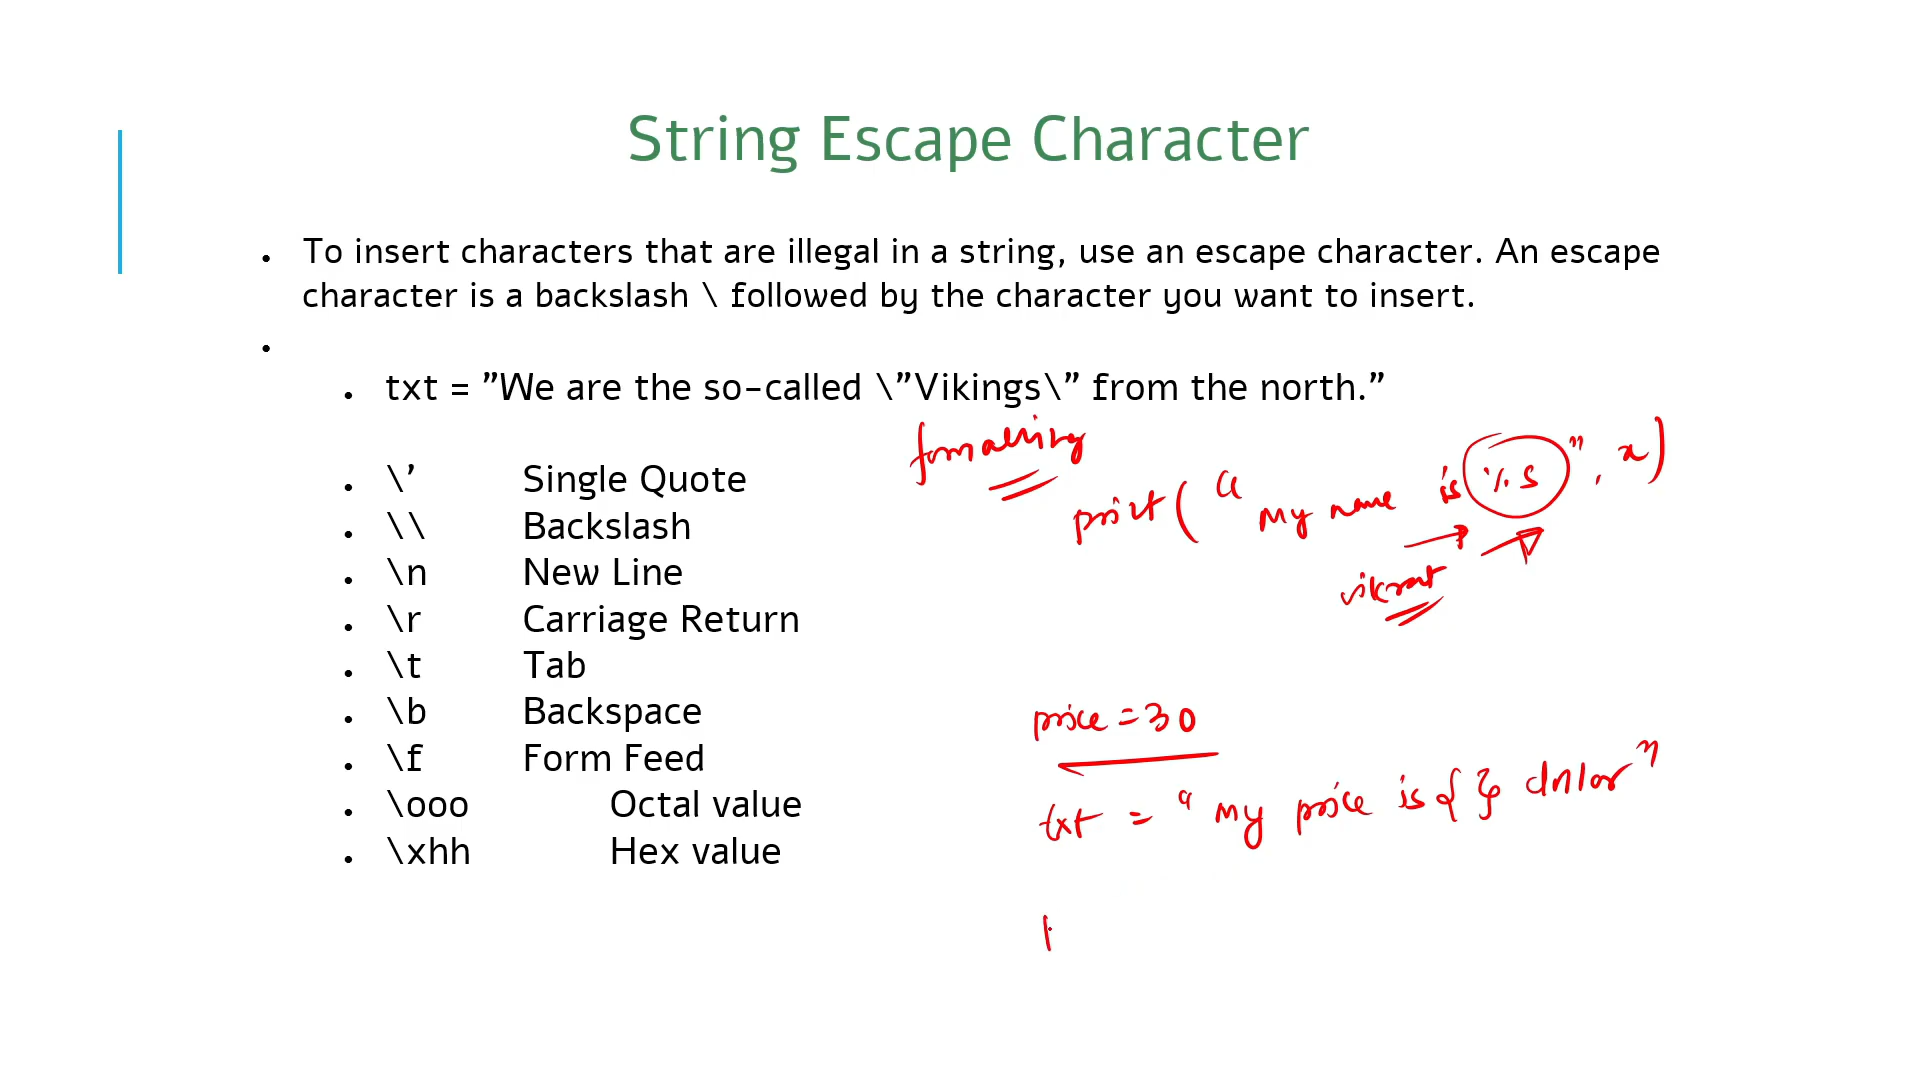 String Escape Character
To insert characters that are illegal in a string, use an escape character. An escape
character is a backslash \ followed by the character you want to insert.
txt = ”We are the so-called \”Vikings\” from the north.”
formatting
print( " my name is %s ", x)
\’ Single Quote
\\ Backslash
\n New Line
vikrant
\r Carriage Return
\t Tab
\b Backspace
price = 30
\f Form Feed
txt = " my price is { } dollar "
\ooo Octal value
\xhh Hex value